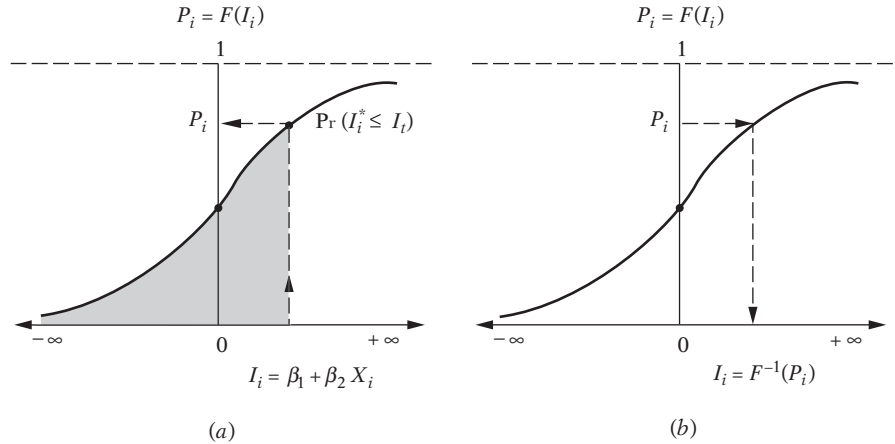 P_i = F(I_i)
1
P_i
Pr (I_i^* ≤ I_t)
−∞
0
+∞
I_i = β_1 + β_2 X_i
(a)
P_i = F(I_i)
1
P_i
−∞
0
+∞
I_i = F^{−1}(P_i)
(b)